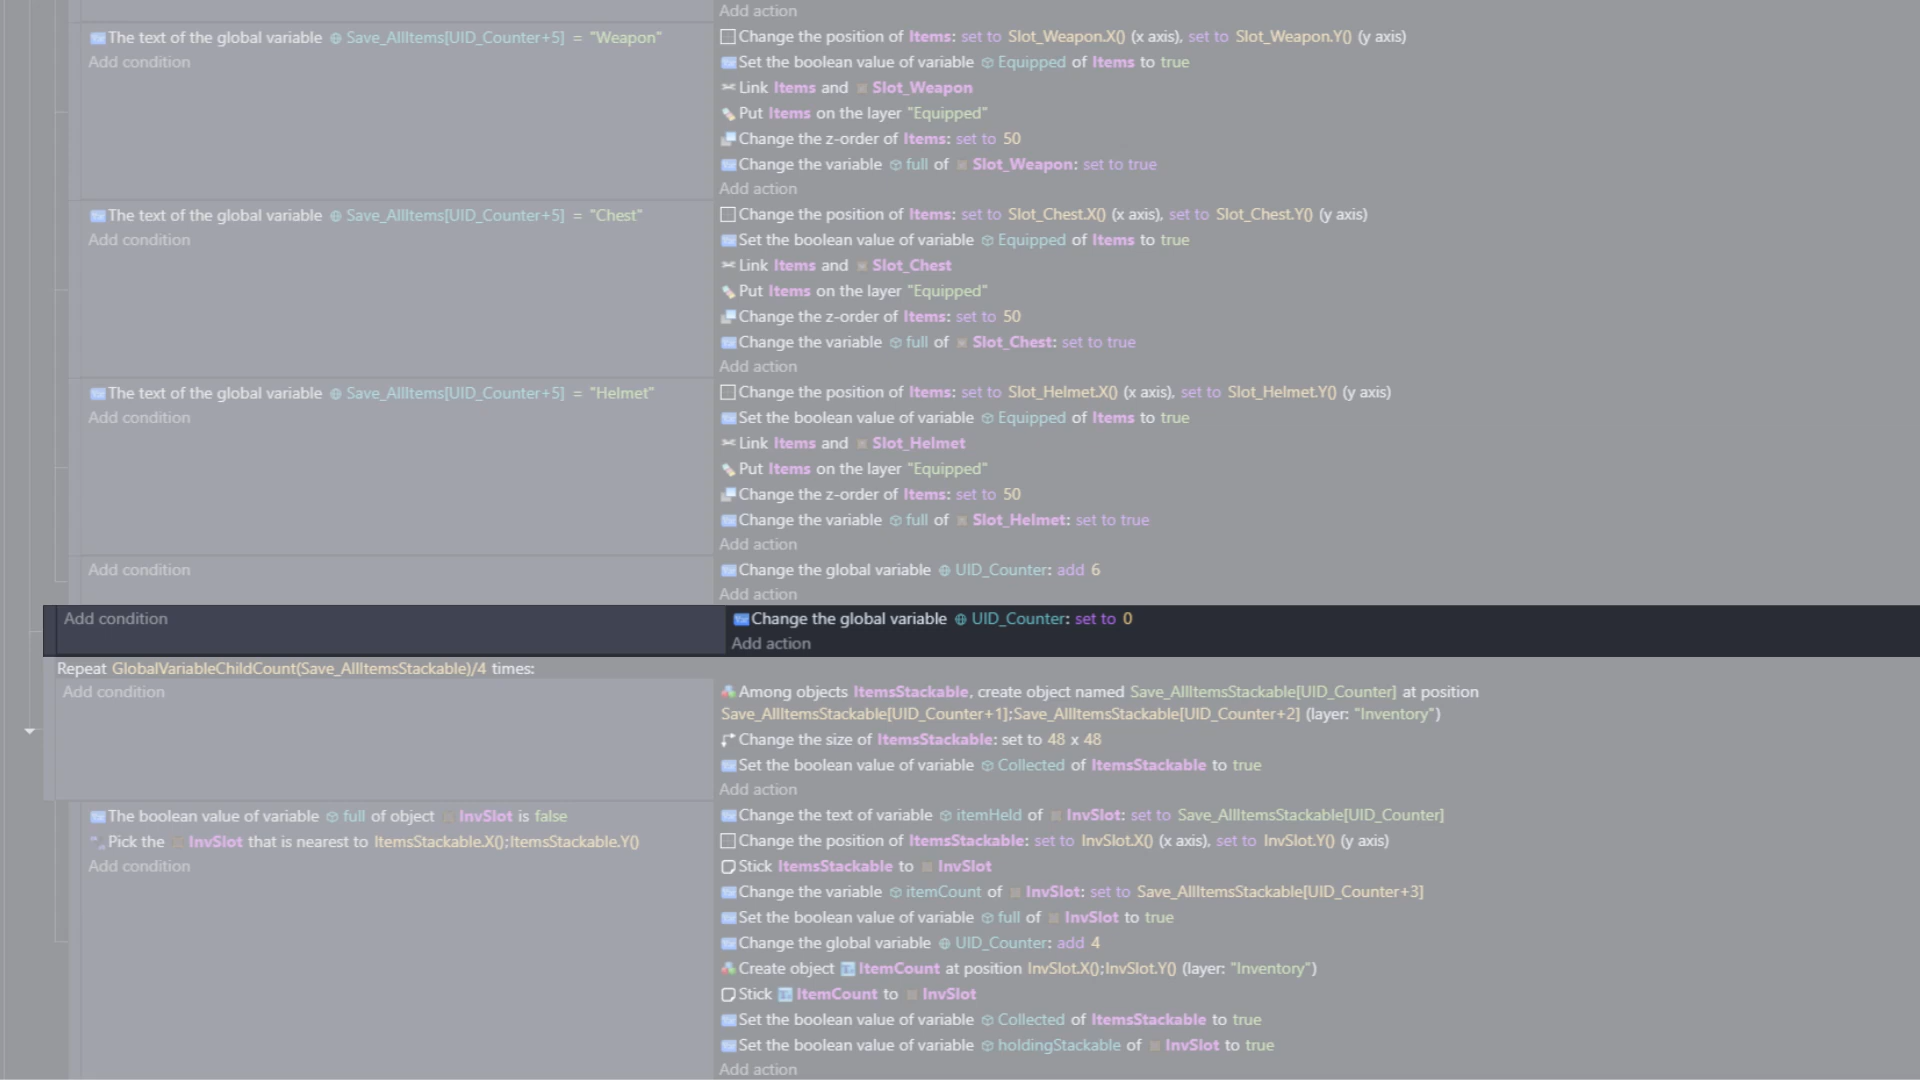 Add action
The text of the global variable Save_AllItems[UID_Counter+5] = "Weapon"
Add condition
Change the position of Items: set to Slot_Weapon.X() (x axis), set to Slot_Weapon.Y() (y axis)
Set the boolean value of variable Equipped of Items to true
Link Items and Slot_Weapon
Put Items on the layer "Equipped"
Change the z-order of Items: set to 50
Change the variable full of Slot_Weapon: set to true
Add action
The text of the global variable Save_AllItems[UID_Counter+5] = "Chest"
Add condition
Change the position of Items: set to Slot_Chest.X() (x axis), set to Slot_Chest.Y() (y axis)
Set the boolean value of variable Equipped of Items to true
Link Items and Slot_Chest
Put Items on the layer "Equipped"
Change the z-order of Items: set to 50
Change the variable full of Slot_Chest: set to true
Add action
The text of the global variable Save_AllItems[UID_Counter+5] = "Helmet"
Add condition
Change the position of Items: set to Slot_Helmet.X() (x axis), set to Slot_Helmet.Y() (y axis)
Set the boolean value of variable Equipped of Items to true
Link Items and Slot_Helmet
Put Items on the layer "Equipped"
Change the z-order of Items: set to 50
Change the variable full of Slot_Helmet: set to true
Add action
Add condition
Change the global variable UID_Counter: add 6
Add action
Add condition
Change the global variable UID_Counter: set to 0
Add action
Repeat GlobalVariableChildCount(Save_AllItemsStackable)/4 times:
Add condition
Among objects ItemsStackable, create object named Save_AllItemsStackable[UID_Counter] at position
Save_AllItemsStackable[UID_Counter+1];Save_AllItemsStackable[UID_Counter+2] (layer: "Inventory")
Change the size of ItemsStackable: set to 48 x 48
Set the boolean value of variable Collected of ItemsStackable to true
Add action
The boolean value of variable full of object InvSlot is false
Pick the InvSlot that is nearest to ItemsStackable.X();ItemsStackable.Y()
Add condition
Change the text of variable itemHeld of InvSlot: set to Save_AllItemsStackable[UID_Counter]
Change the position of ItemsStackable: set to InvSlot.X() (x axis), set to InvSlot.Y() (y axis)
Stick ItemsStackable to InvSlot
Change the variable itemCount of InvSlot: set to Save_AllItemsStackable[UID_Counter+3]
Set the boolean value of variable full of InvSlot to true
Change the global variable UID_Counter: add 4
Create object ItemCount at position InvSlot.X();InvSlot.Y() (layer: "Inventory")
Stick ItemCount to InvSlot
Set the boolean value of variable Collected of ItemsStackable to true
Set the boolean value of variable holdingStackable of InvSlot to true
Add action